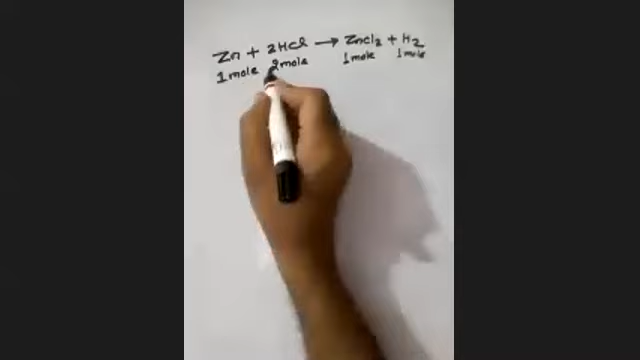 Zn + 2HCl → ZnCl₂ + H₂
1mole 2mole 1mole 1mole